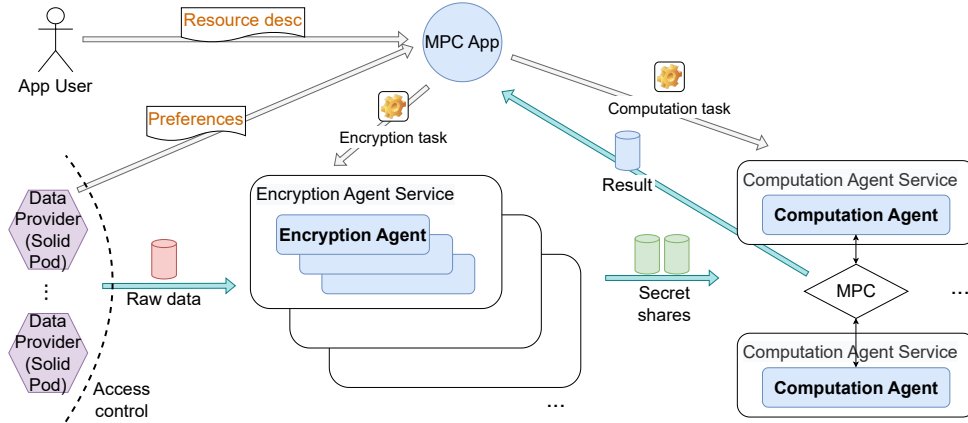 Resource desc
App User
MPC App
Preferences
Encryption task
Computation task
Result
Data
Provider
(Solid
Pod)
...
Data
Provider
(Solid
Pod)
Access
control
Raw data
Encryption Agent Service
Encryption Agent
...
Secret
shares
Computation Agent Service
Computation Agent
MPC
...
Computation Agent Service
Computation Agent